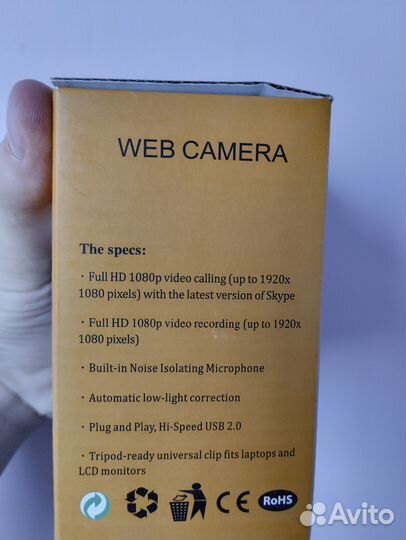 WEB CAMERA
The specs:
· Full HD 1080p video calling (up to 1920x
1080 pixels) with the latest version of Skype
· Full HD 1080p video recording (up to 1920x
1080 pixels)
· Built-in Noise Isolating Microphone
· Automatic low-light correction
· Plug and Play, Hi-Speed USB 2.0
· Tripod-ready universal clip fits laptops and
LCD monitors
CE RoHS
Avito